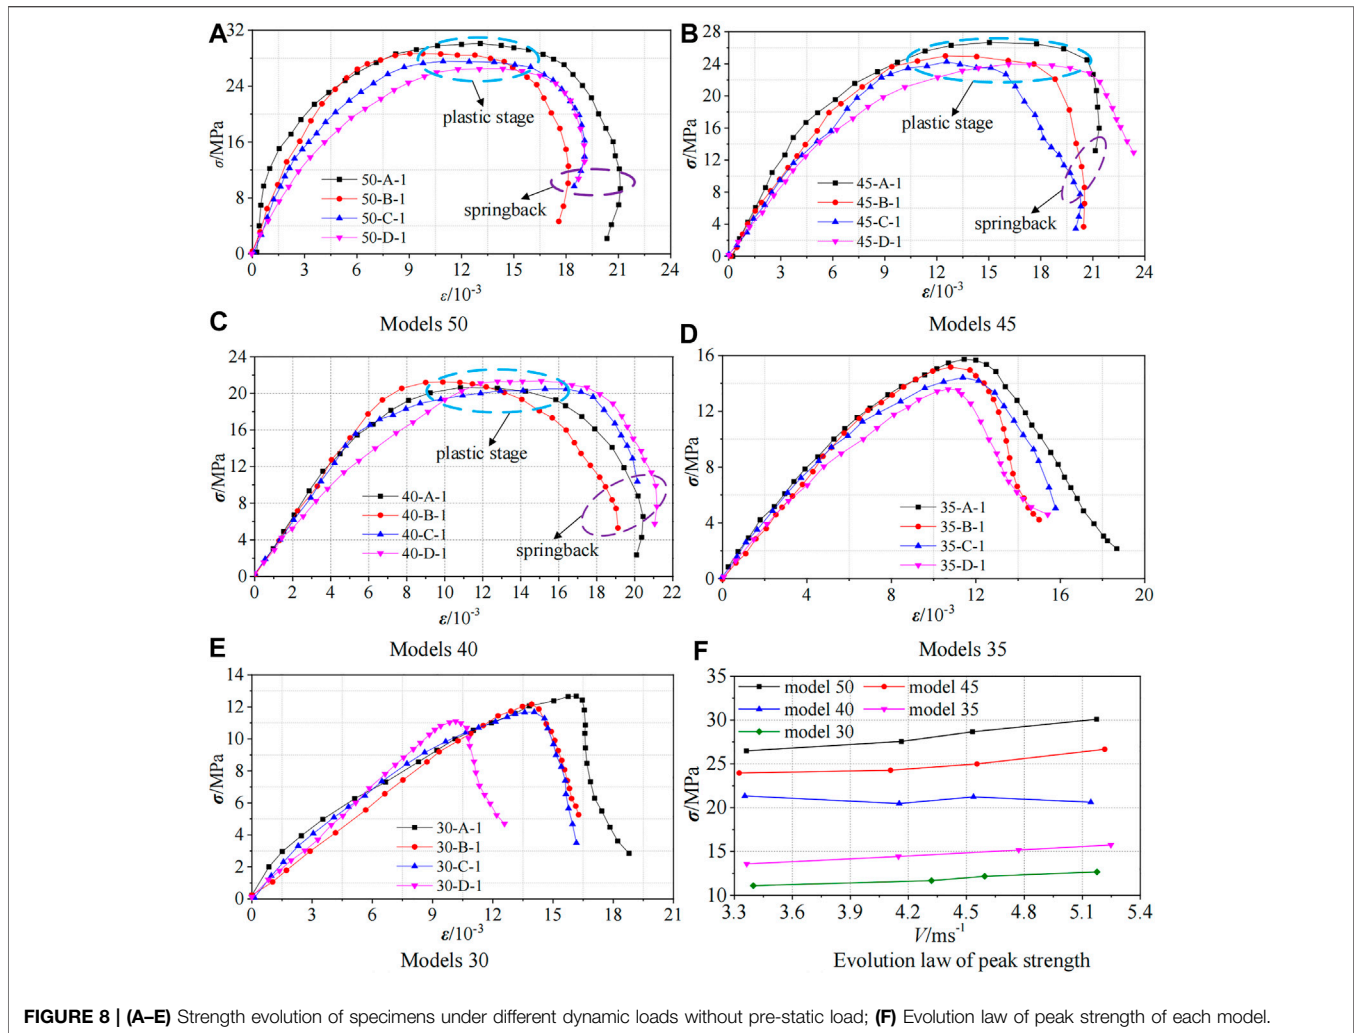 A
32
24
16
8
0
σ/MPa
plastic stage
springback
50-A-1
50-B-1
50-C-1
50-D-1
0 3 6 9 12 15 18 21 24
ε/10-3
Models 50
B
28
24
20
16
12
8
4
0
σ/MPa
plastic stage
springback
45-A-1
45-B-1
45-C-1
45-D-1
0 3 6 9 12 15 18 21 24
ε/10-3
Models 45
C
24
20
16
12
8
4
0
σ/MPa
plastic stage
springback
40-A-1
40-B-1
40-C-1
40-D-1
0 2 4 6 8 10 12 14 16 18 20 22
ε/10-3
Models 40
D
16
12
8
4
0
σ/MPa
35-A-1
35-B-1
35-C-1
35-D-1
0 4 8 12 16 20
ε/10-3
Models 35
E
14
12
10
8
6
4
2
0
σ/MPa
30-A-1
30-B-1
30-C-1
30-D-1
0 3 6 9 12 15 18 21
ε/10-3
Models 30
F
35
30
25
20
15
10
σ/MPa
model 50 model 45
model 40 model 35
model 30
3.3 3.6 3.9 4.2 4.5 4.8 5.1 5.4
V/ms-1
Evolution law of peak strength
FIGURE 8 | (A–E) Strength evolution of specimens under different dynamic loads without pre-static load; (F) Evolution law of peak strength of each model.